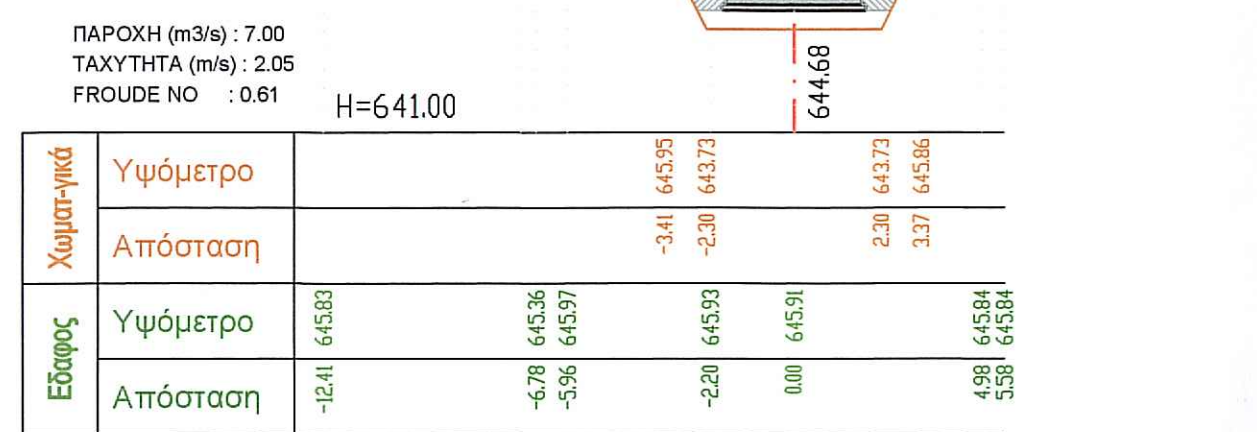 ΠΑΡΟΧΗ (m3/s) : 7.00
ΤΑΧΥΤΗΤΑ (m/s) : 2.05
FROUDE NO : 0.61
H=641.00
644.68
Χωματ-γικά
Υψόμετρο 645.95 643.73 643.73 645.86
Απόσταση -3.41 -2.30 2.30 3.37
Εδαφος
Υψόμετρο 645.83 645.36 645.97 645.93 645.91 645.84 645.84
Απόσταση -12.41 -6.78 -5.96 -2.20 0.00 4.98 5.58